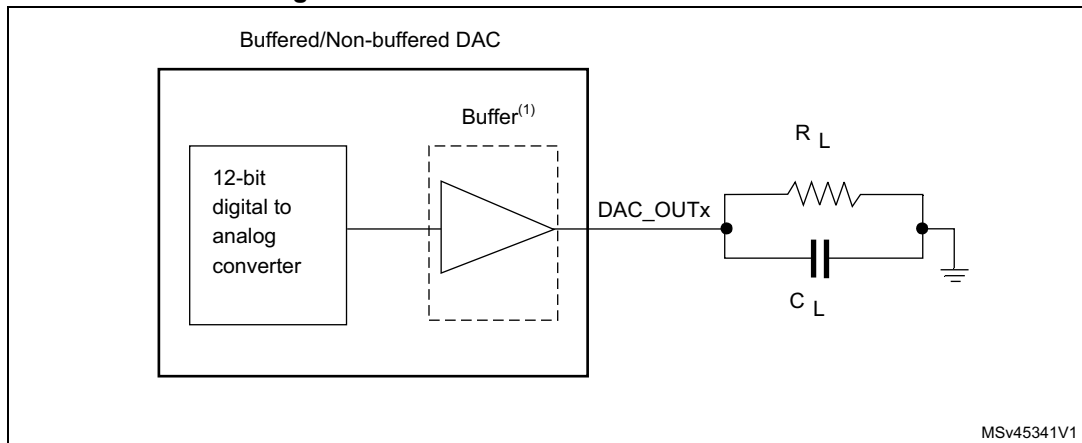 Buffered/Non-buffered DAC
Buffer(1)
12-bit
digital to
analog
converter
DAC_OUTx
R L
C L
MSv45341V1